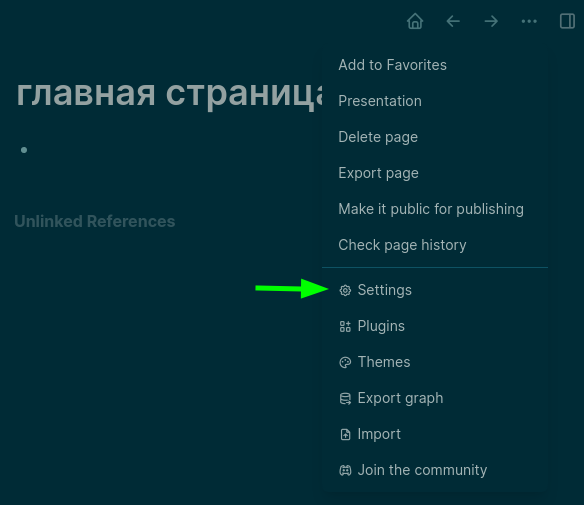 главная страница
Unlinked References
Add to Favorites
Presentation
Delete page
Export page
Make it public for publishing
Check page history
Settings
Plugins
Themes
Export graph
Import
Join the community